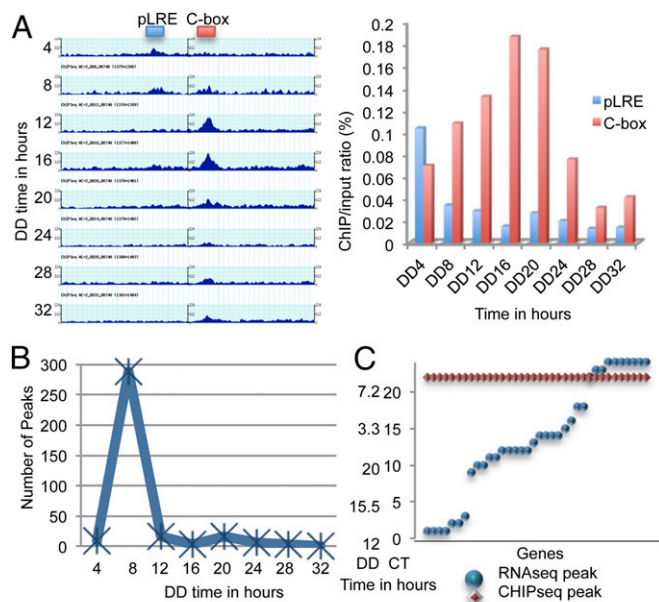 A
pLRE C-box
DD time in hours
4
8
12
16
20
24
28
32
ChIP/input ratio (%)
0.2
0.18
0.16
0.14
0.12
0.1
0.08
0.06
0.04
0.02
0
pLRE
C-box
DD4 DD8 DD12 DD16 DD20 DD24 DD28 DD32
Time in hours
B
Number of Peaks
300
250
200
150
100
50
0
4 8 12 16 20 24 28 32
DD time in hours
C
7.2 20
3.3 15
20 10
15.5 5
0
12
DD CT
Time in hours
Genes
RNAseq peak
CHIPseq peak